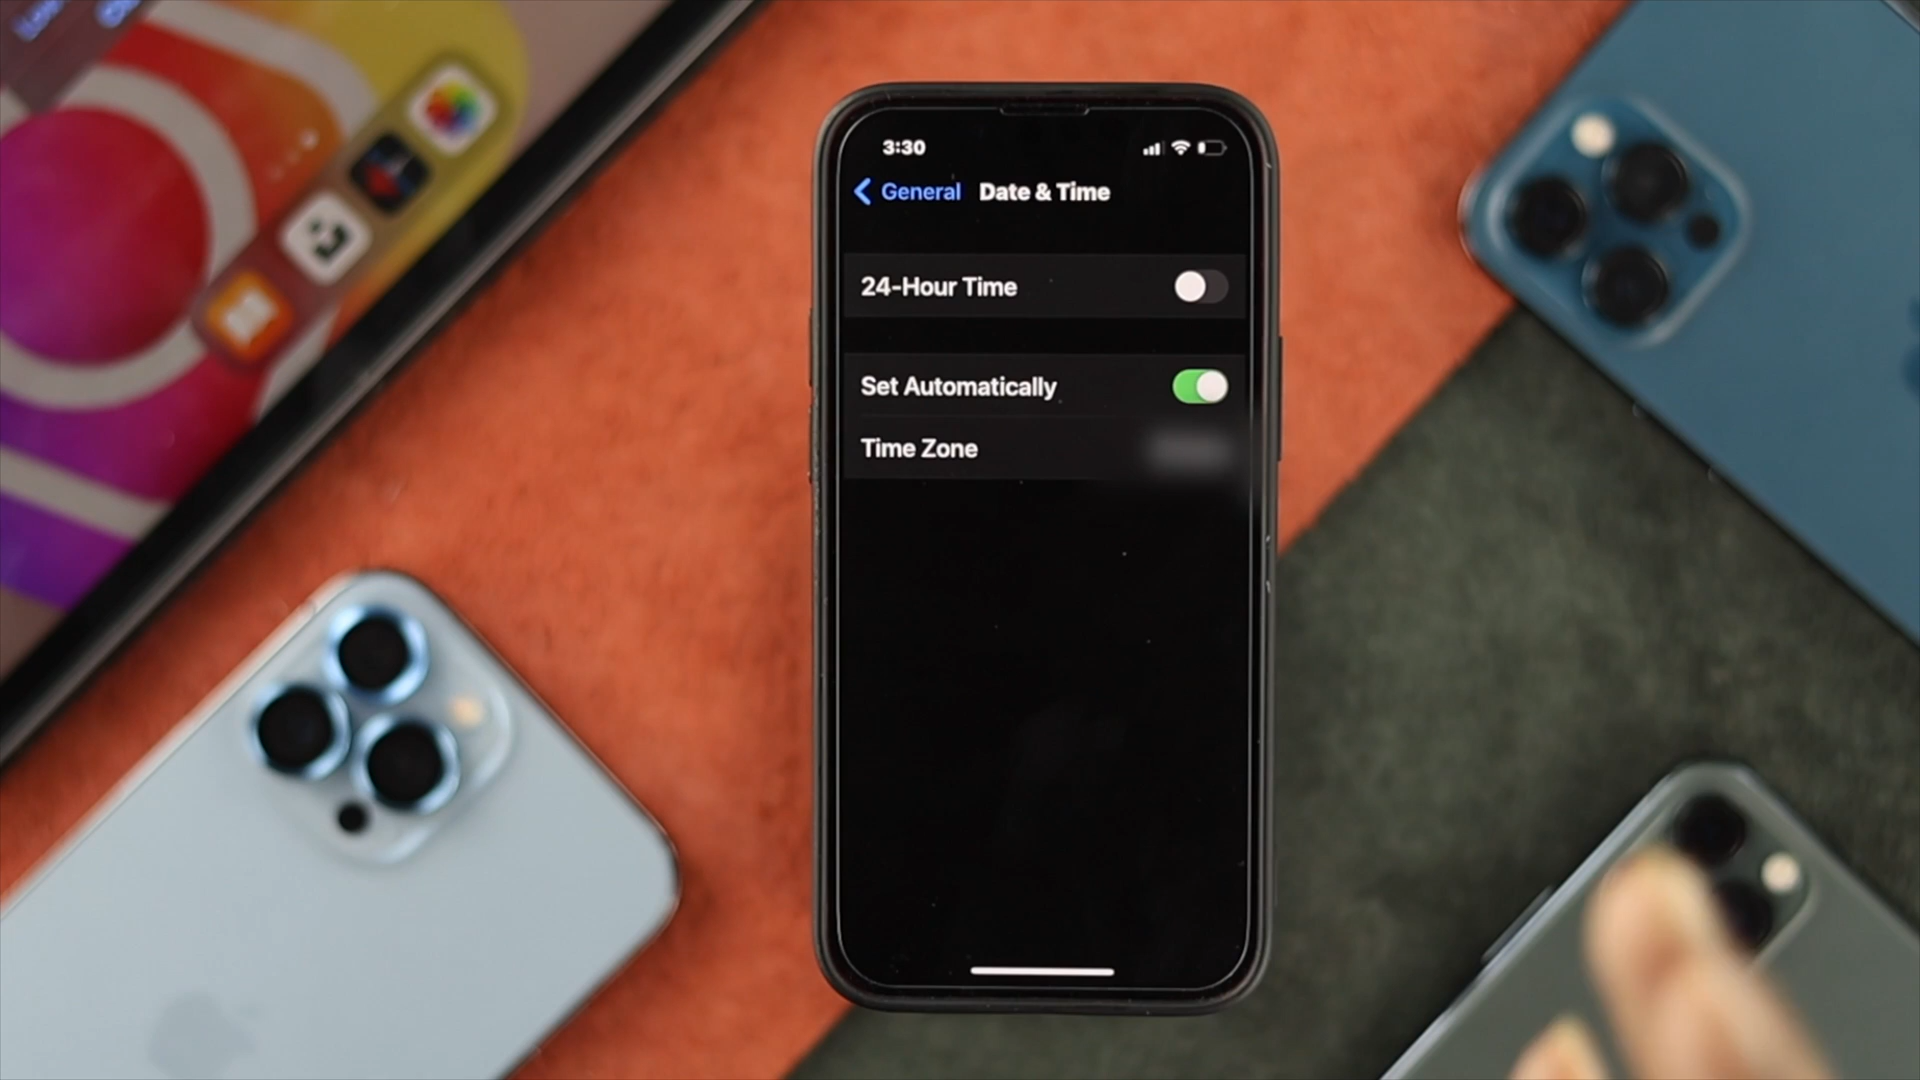 3:30
General Date & Time
24-Hour Time
Set Automatically
Time Zone